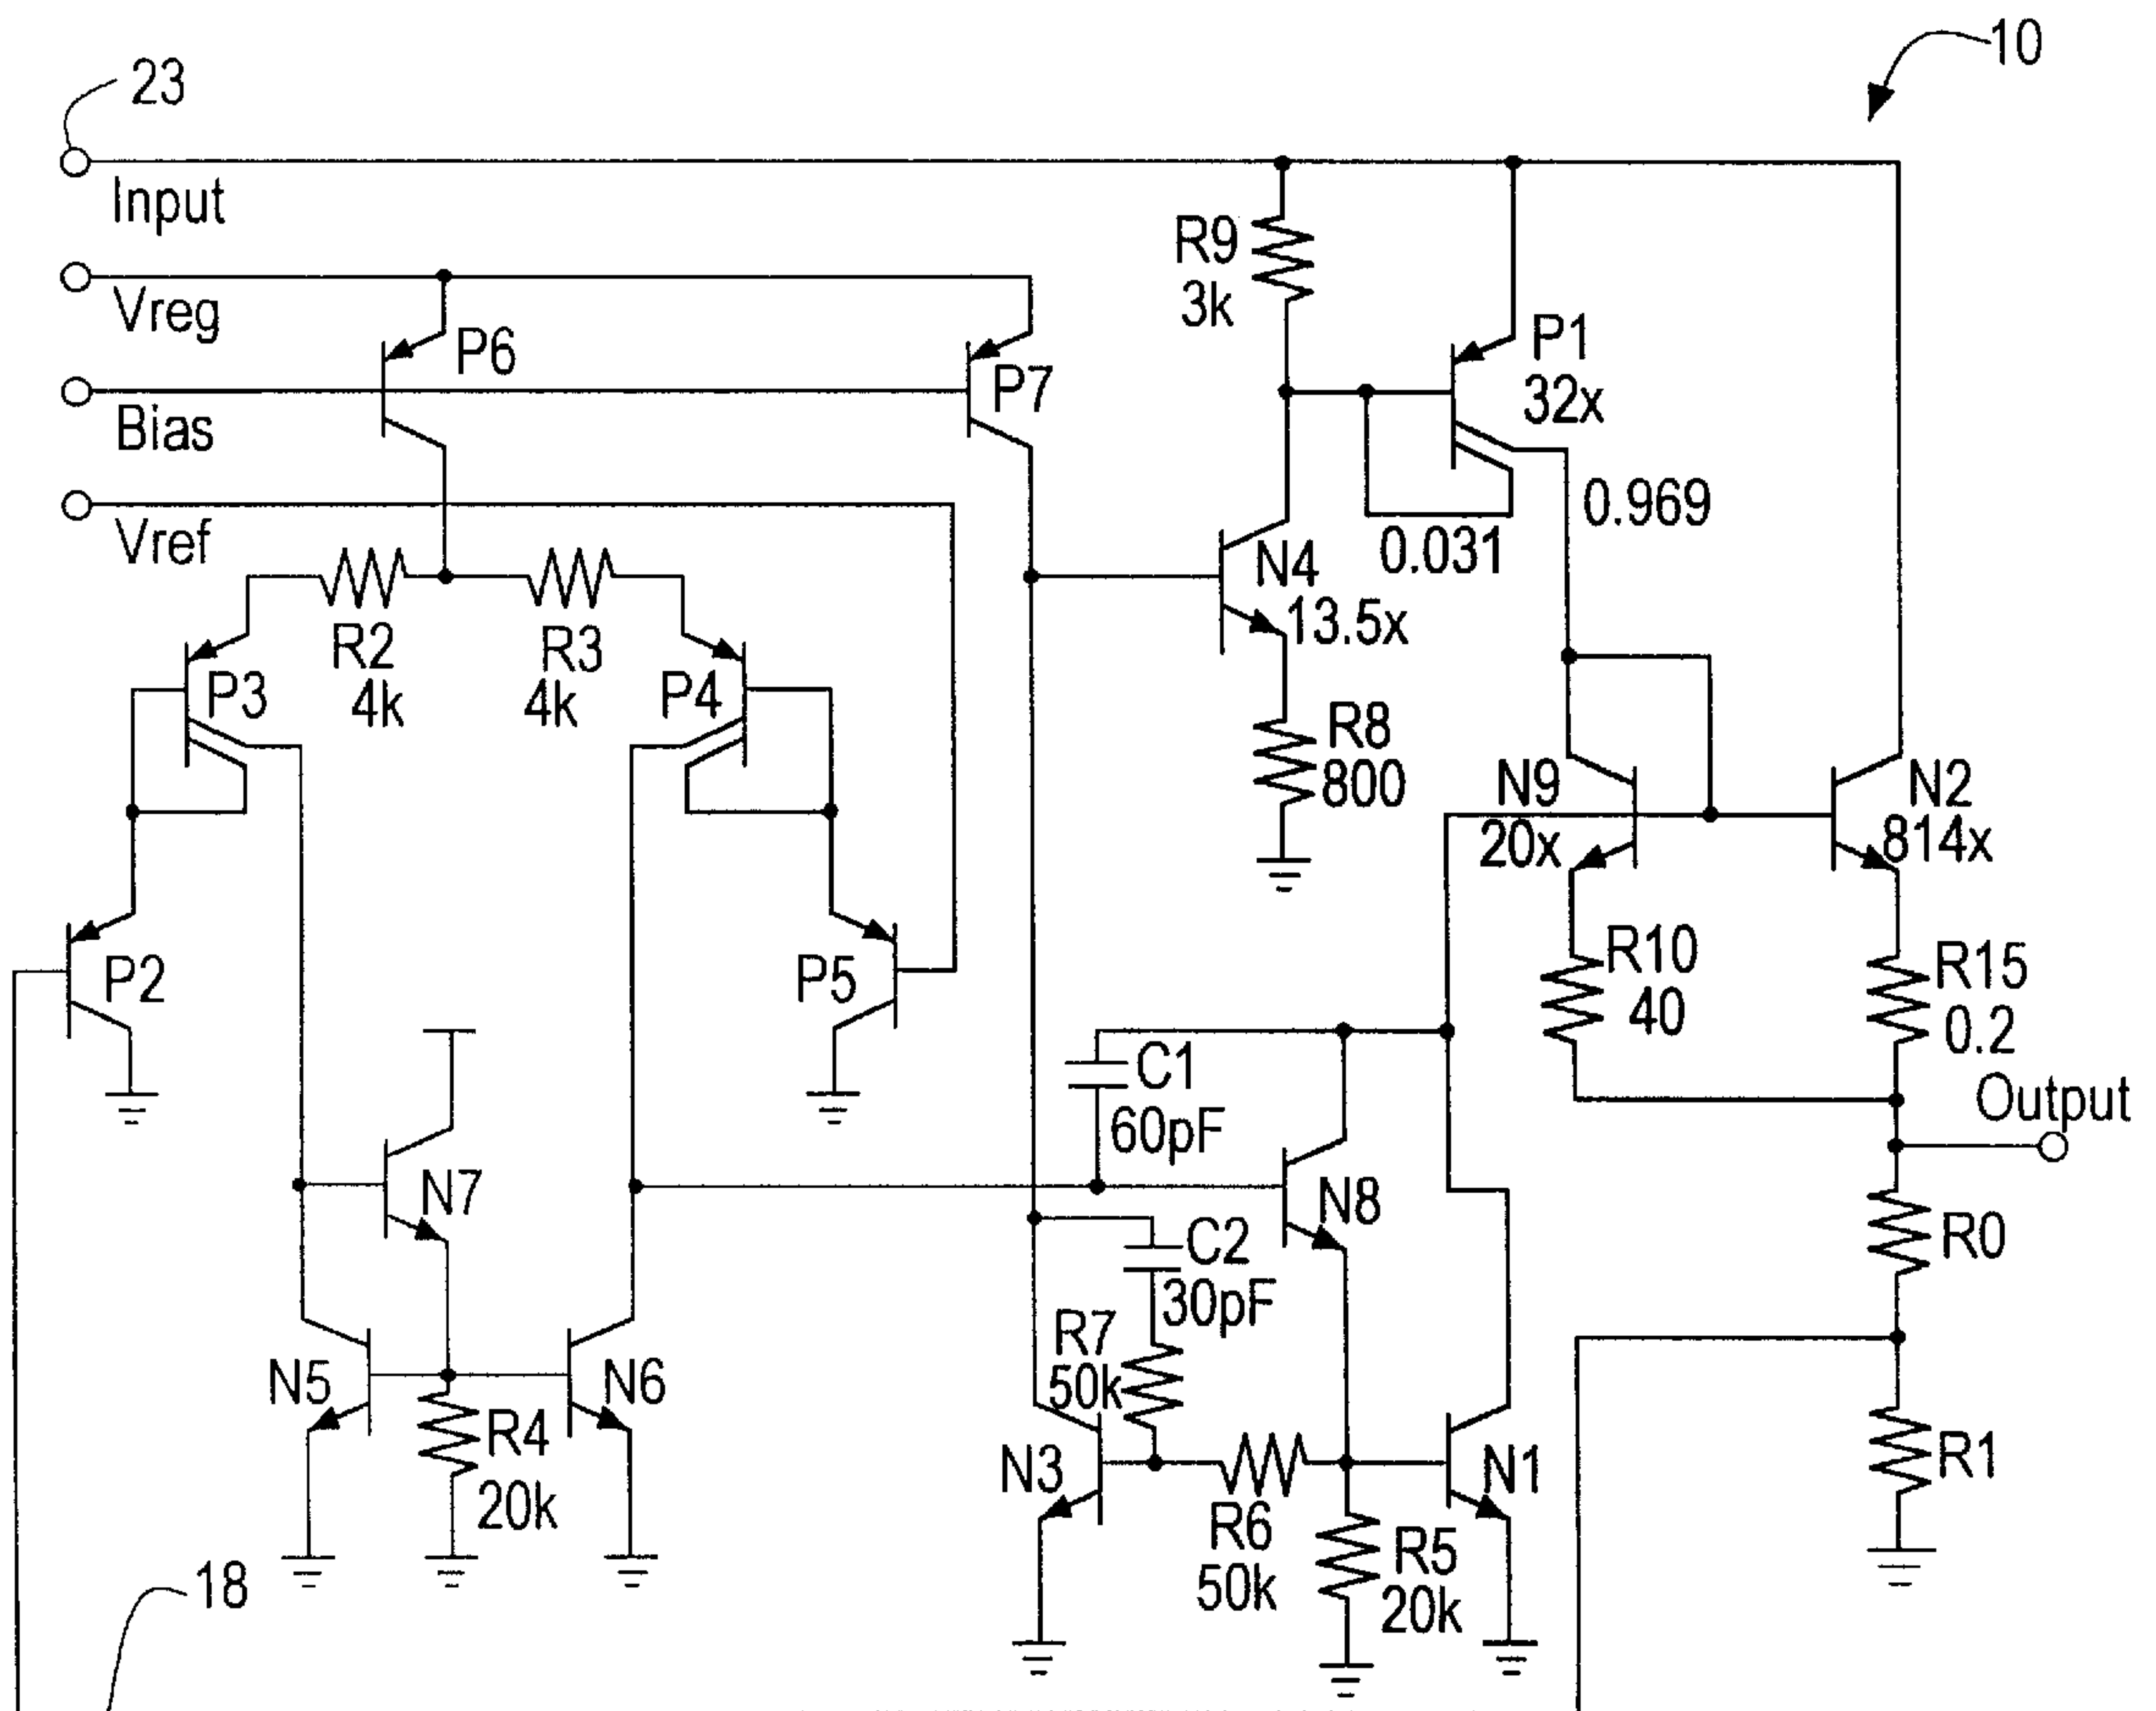 10
23
Input
R9
3k
Vreg
P6
P1
32x
P7
Bias
0.969
Vref
0.031
N4
13.5x
R2
4k
R3
4k
P3
P4
R8
800
N9
20x
N2
814x
P2
P5
R10
40
R15
0.2
C1
60pF
Output
N7
N8
C2
30pF
R0
R7
50k
N5
N6
R4
20k
N3
N1
R1
R6
50k
R5
20k
18